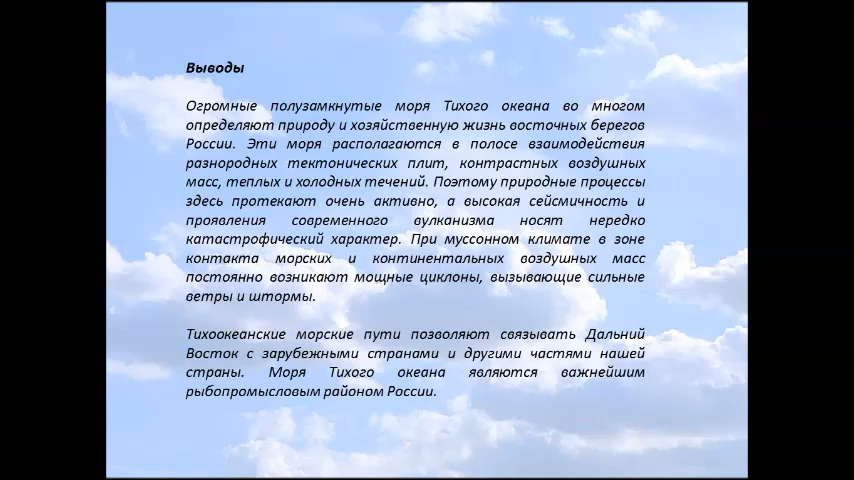 Выводы
Огромные полузамкнутые моря Тихого океана во многом
определяют природу и хозяйственную жизнь восточных берегов
России. Эти моря располагаются в полосе взаимодействия
разнородных тектонических плит, контрастных воздушных
масс, теплых и холодных течений. Поэтому природные процессы
здесь протекают очень активно, а высокая сейсмичность и
проявления современного вулканизма носят нередко
катастрофический характер. При муссонном климате в зоне
контакта морских и континентальных воздушных масс
постоянно возникают мощные циклоны, вызывающие сильные
ветры и штормы.
Тихоокеанские морские пути позволяют связывать Дальний
Восток с зарубежными странами и другими частями нашей
страны. Моря Тихого океана являются важнейшим
рыбопромысловым районом России.